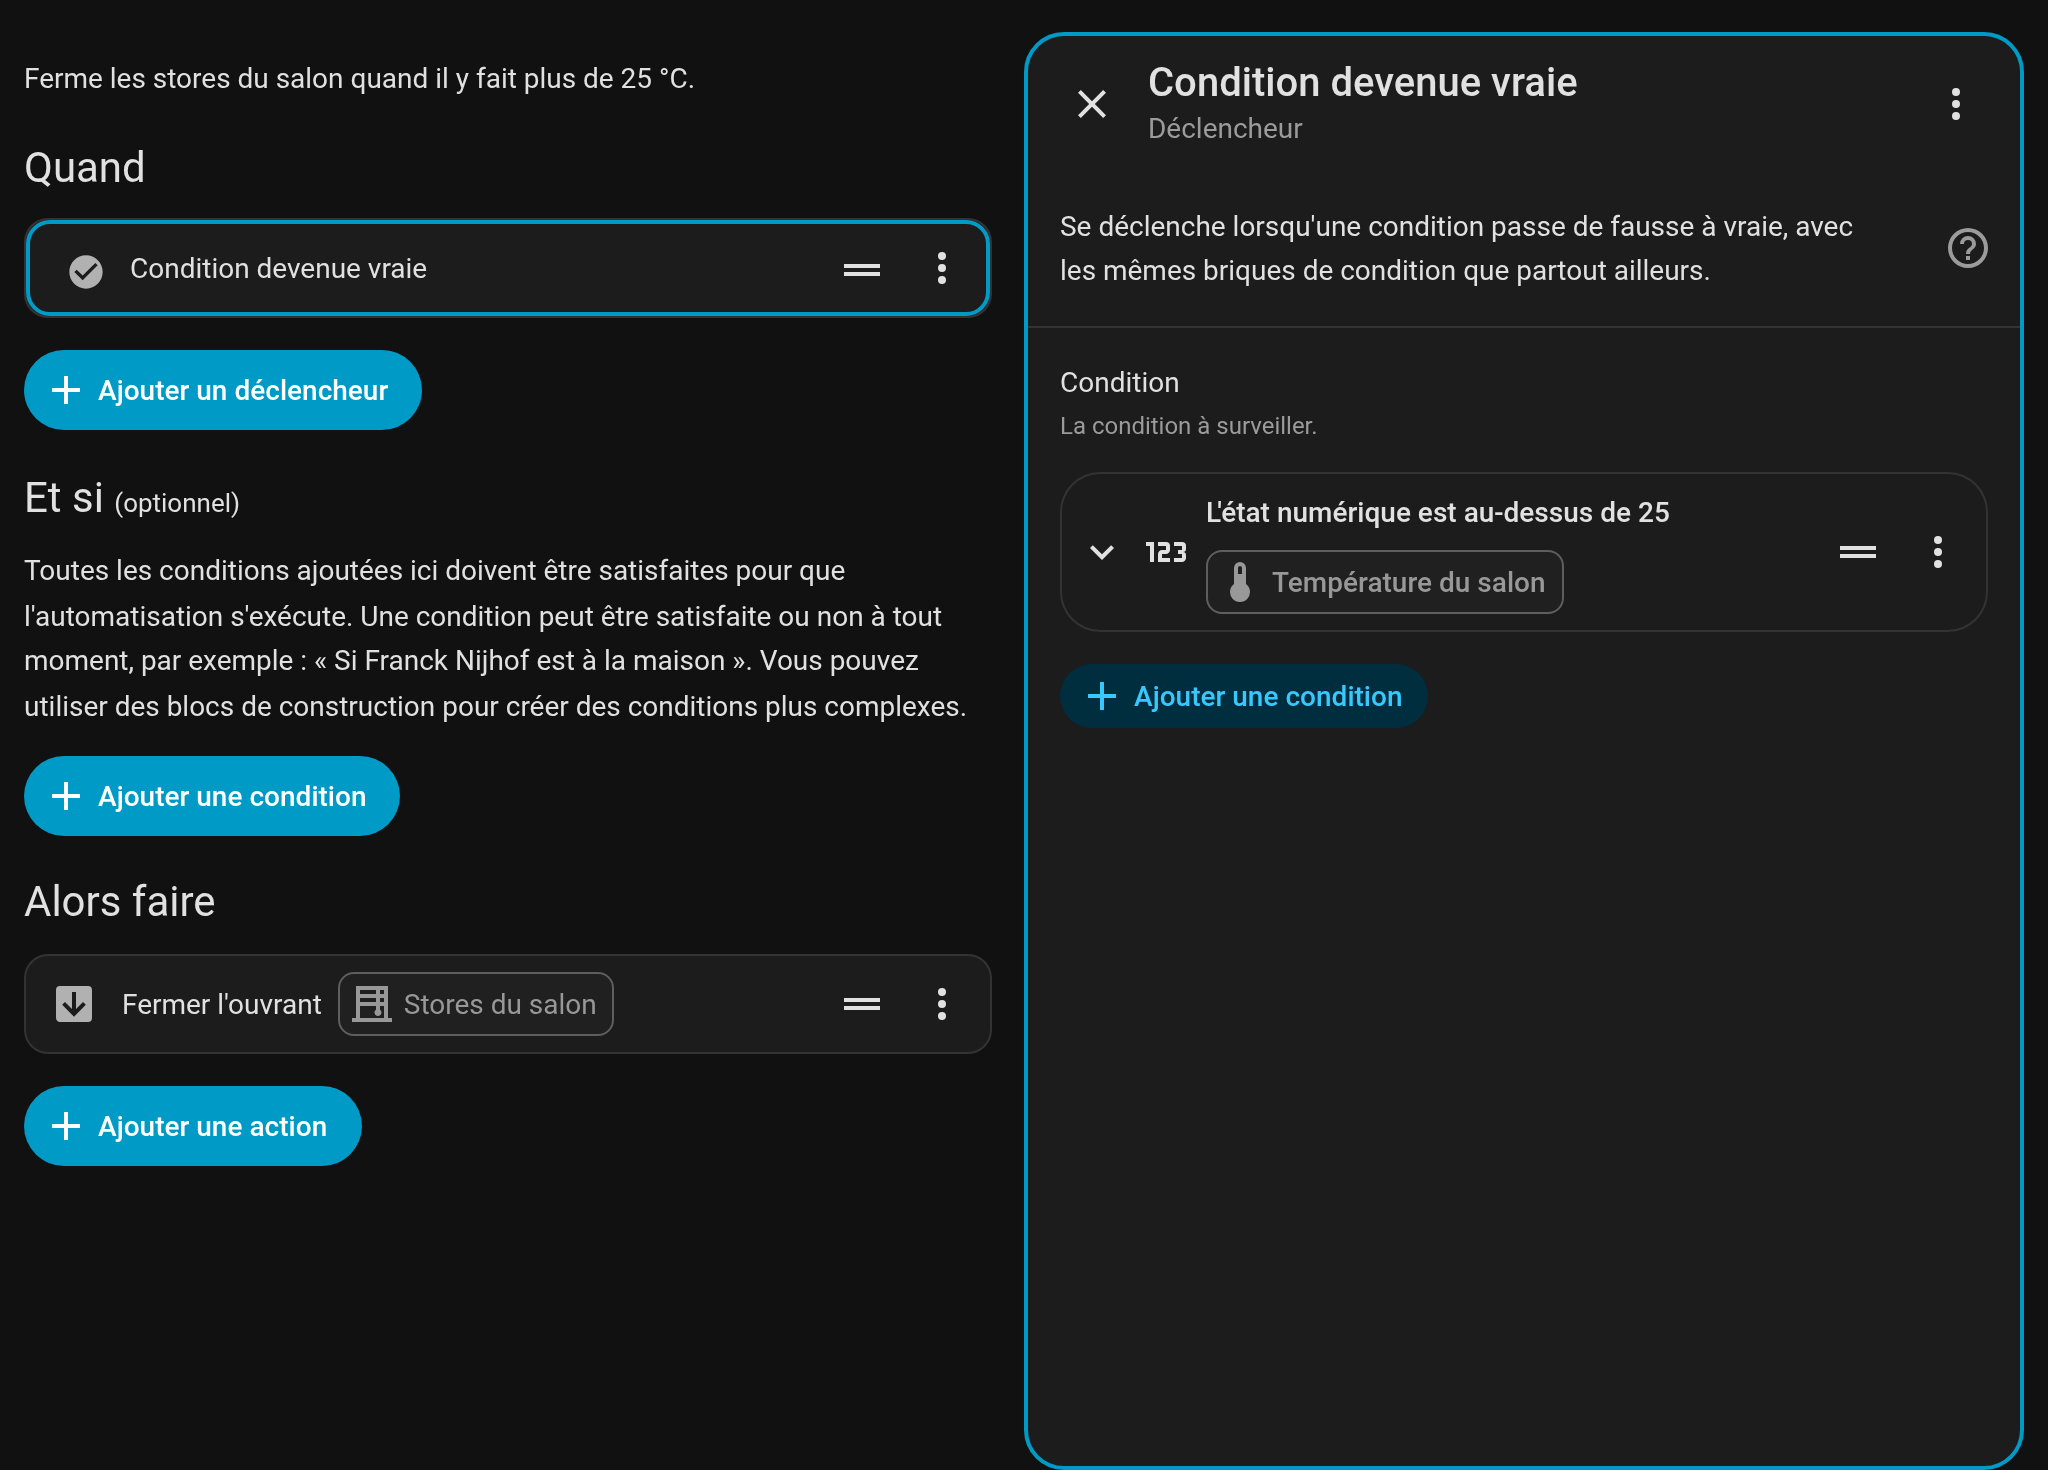 Ferme les stores du salon quand il y fait plus de 25 °C.
Quand
Condition devenue vraie
Ajouter un déclencheur
Et si (optionnel)
Toutes les conditions ajoutées ici doivent être satisfaites pour que
l'automatisation s'exécute. Une condition peut être satisfaite ou non à tout
moment, par exemple : « Si Franck Nijhof est à la maison ». Vous pouvez
utiliser des blocs de construction pour créer des conditions plus complexes.
Ajouter une condition
Alors faire
Fermer l'ouvrant Stores du salon
Ajouter une action
Condition devenue vraie
Déclencheur
Se déclenche lorsqu'une condition passe de fausse à vraie, avec
les mêmes briques de condition que partout ailleurs.
Condition
La condition à surveiller.
L'état numérique est au-dessus de 25
123
Température du salon
Ajouter une condition